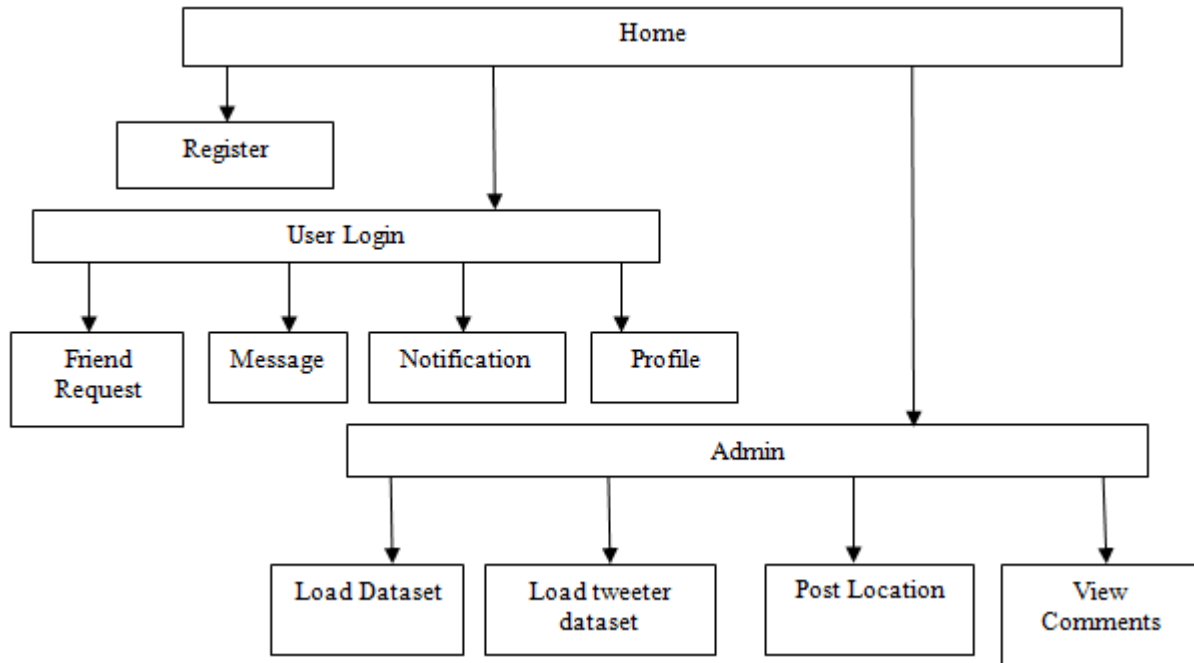 Home
Register
User Login
Friend
Request
Message
Notification
Profile
Admin
Load Dataset
Load tweeter
dataset
Post Location
View
Comments